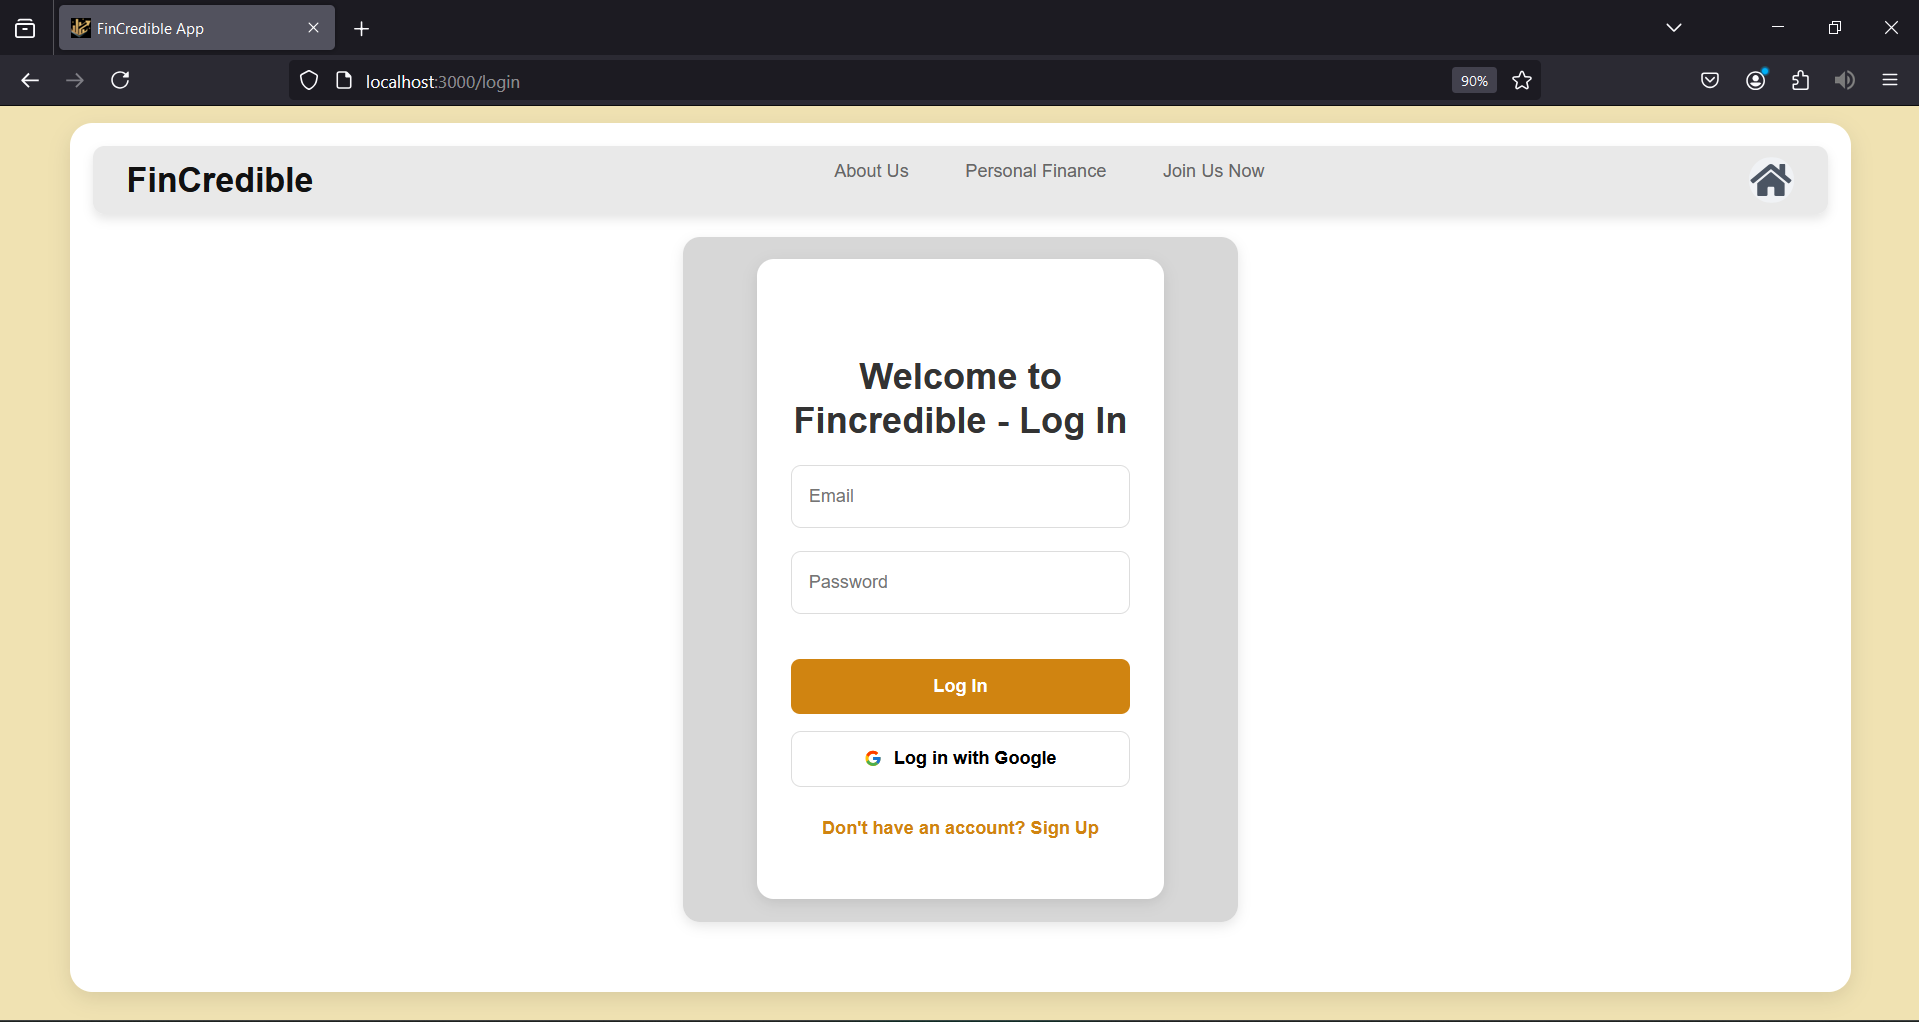 FinCredible App
localhost:3000/login
90%
FinCredible
About Us
Personal Finance
Join Us Now
Welcome to
Fincredible - Log In
Email
Password
Log In
Log in with Google
Don't have an account? Sign Up